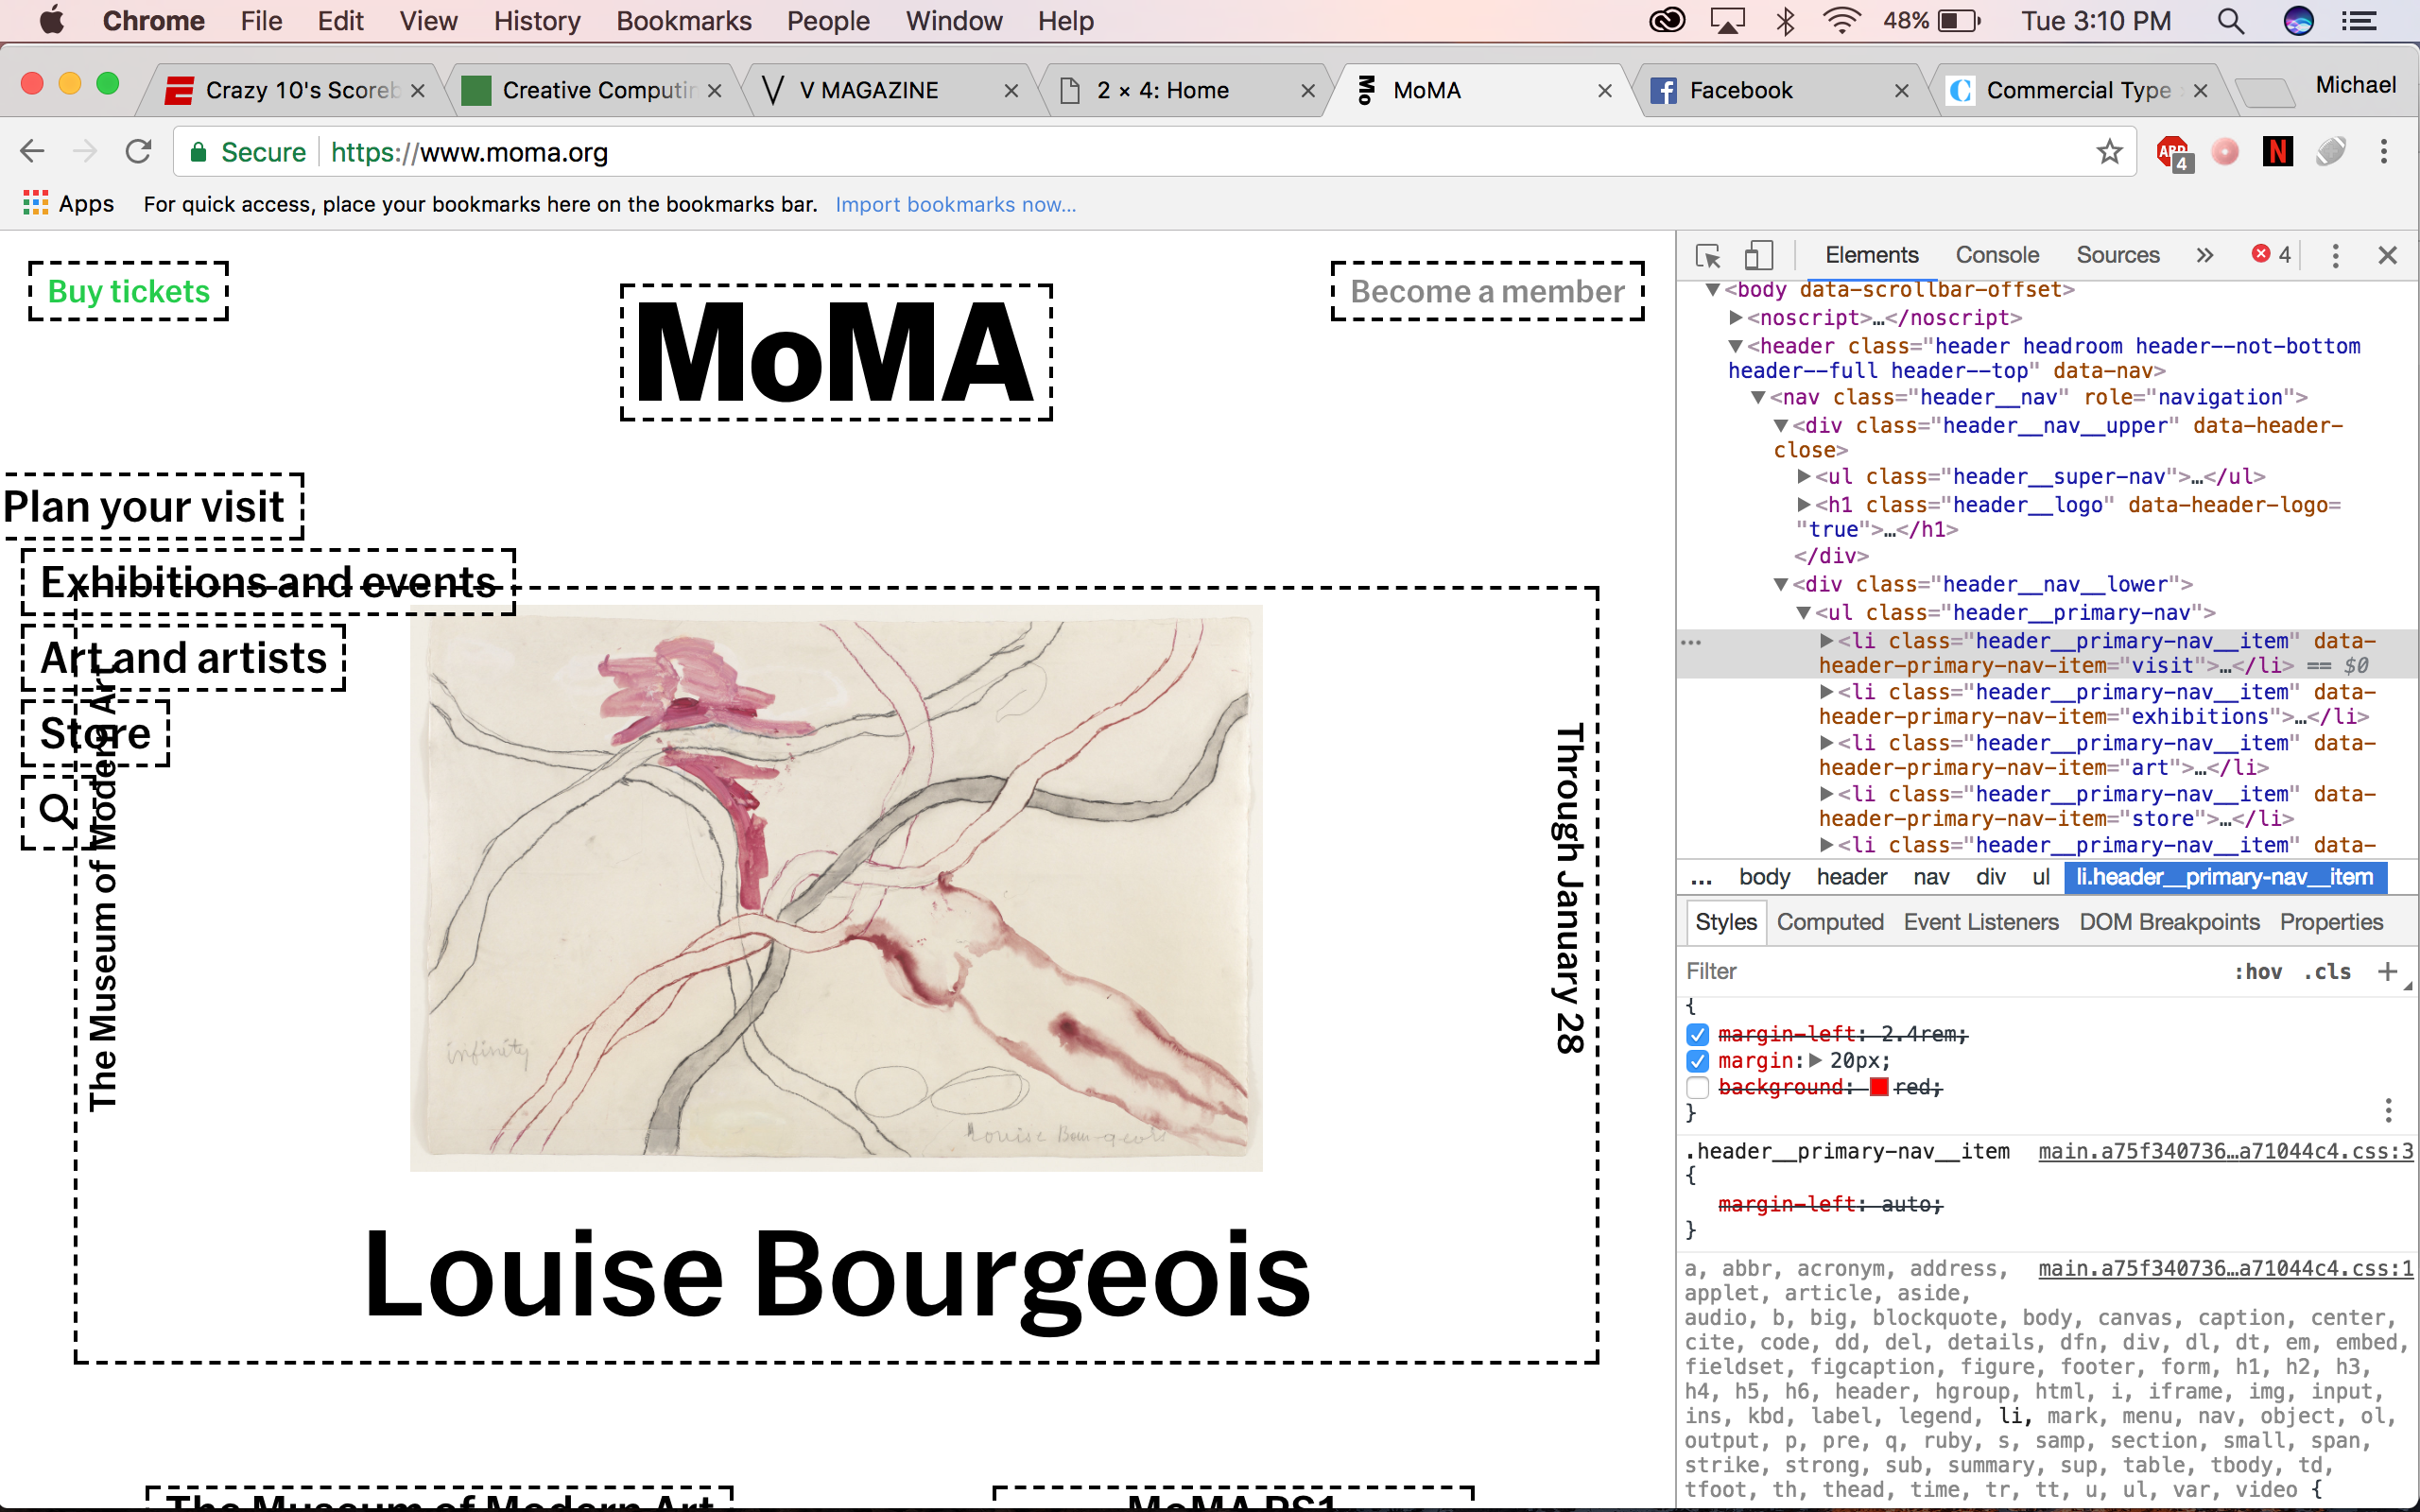 Chrome File Edit View History Bookmarks People Window Help 48% Tue 3:10 PM
Crazy 10's Scoreb Creative Computin V MAGAZINE 2 × 4: Home MoMA Facebook Commercial Type Michael
Secure https://www.moma.org ABP 4 N
Apps For quick access, place your bookmarks here on the bookmarks bar. Import bookmarks now...
Buy tickets
MoMA
Become a member
Plan your visit
Exhibitions and events
Art and artists
Store
The Museum of Modern Art
infinity
Louise Bourgeois
Through January 28
Louise Bourgeois
The Museum of Modern Art
MoMA PS1
Elements Console Sources » 4
<body data-scrollbar-offset>
<noscript>…</noscript>
<header class="header headroom header--not-bottom
header--full header--top" data-nav>
<nav class="header__nav" role="navigation">
<div class="header__nav__upper" data-header-
close>
<ul class="header__super-nav">…</ul>
<h1 class="header__logo" data-header-logo=
"true">…</h1>
</div>
<div class="header__nav__lower">
<ul class="header__primary-nav">
… <li class="header__primary-nav__item" data-
header-primary-nav-item="visit">…</li> == $0
<li class="header__primary-nav__item" data-
header-primary-nav-item="exhibitions">…</li>
<li class="header__primary-nav__item" data-
header-primary-nav-item="art">…</li>
<li class="header__primary-nav__item" data-
header-primary-nav-item="store">…</li>
<li class="header__primary-nav__item" data-
... body header nav div ul li.header__primary-nav__item
Styles Computed Event Listeners DOM Breakpoints Properties
Filter :hov .cls +
{
margin-left: 2.4rem;
margin: 20px;
background: red;
}
.header__primary-nav__item main.a75f340736…a71044c4.css:3
{
margin-left: auto;
}
a, abbr, acronym, address, main.a75f340736…a71044c4.css:1
applet, article, aside,
audio, b, big, blockquote, body, canvas, caption, center,
cite, code, dd, del, details, dfn, div, dl, dt, em, embed,
fieldset, figcaption, figure, footer, form, h1, h2, h3,
h4, h5, h6, header, hgroup, html, i, iframe, img, input,
ins, kbd, label, legend, li, mark, menu, nav, object, ol,
output, p, pre, q, ruby, s, samp, section, small, span,
strike, strong, sub, summary, sup, table, tbody, td,
tfoot, th, thead, time, tr, tt, u, ul, var, video {